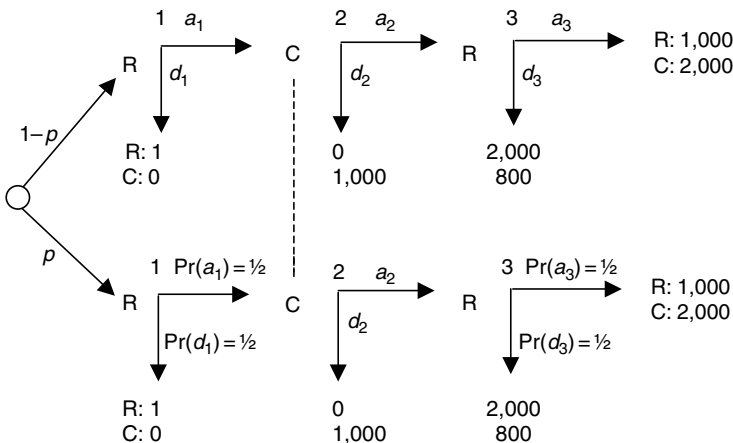 1 a₁ 2 a₂ 3 a₃
R C R
R: 1,000
C: 2,000
d₁ d₂ d₃
1–p
R: 1 0 2,000
C: 0 1,000 800
p
1 Pr(a₁) = ½ 2 a₂ 3 Pr(a₃) = ½
R C R
R: 1,000
C: 2,000
Pr(d₁) = ½ d₂ Pr(d₃) = ½
R: 1 0 2,000
C: 0 1,000 800